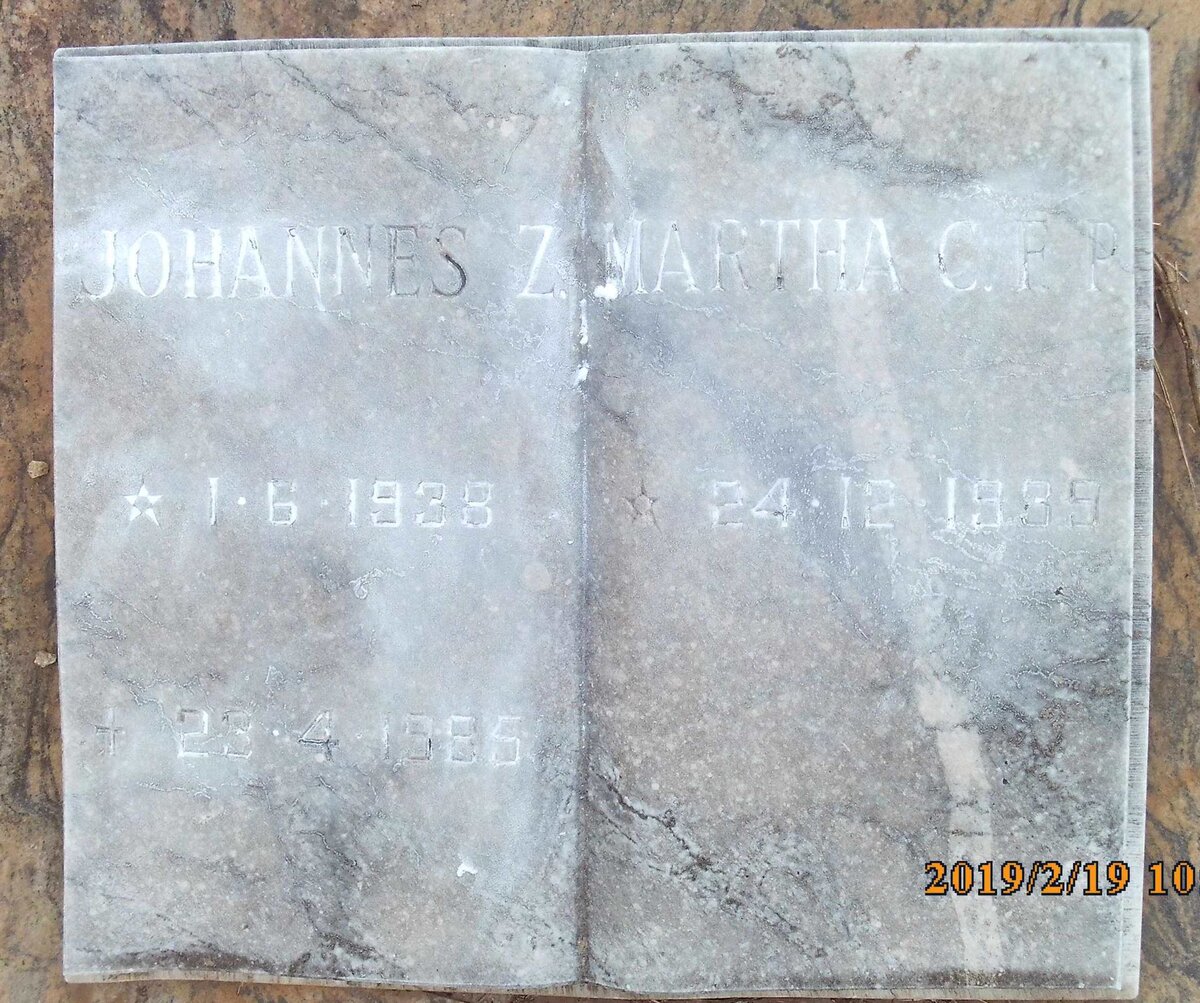 JOHANNES Z.
★ 1·6·1938
✝ 23 4 1986
MARTHA C.F.P
★ 24·12·1939
2019/2/19 10